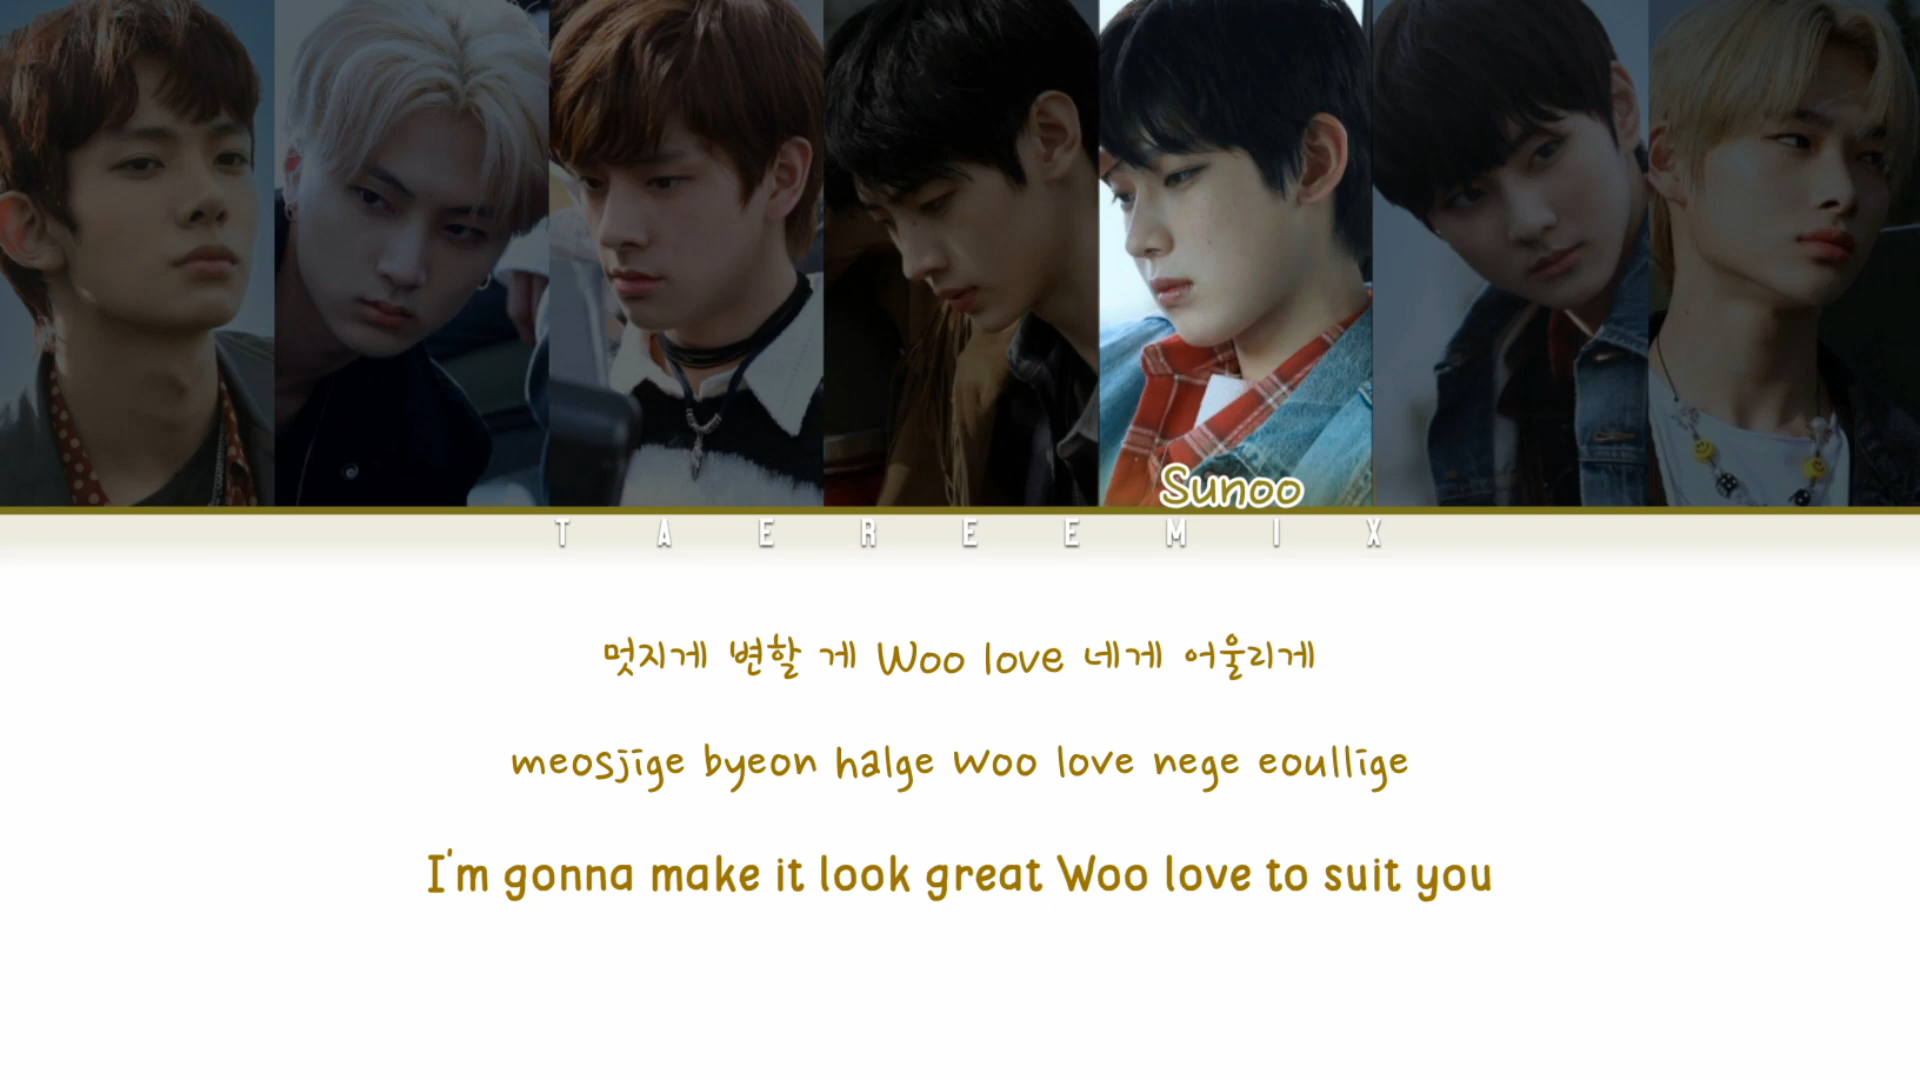 Sunoo
TAEREEMIX
멋지게 변할 게 Woo love 네게 어울리게
meosjige byeon halge woo love nege eoullige
I'm gonna make it look great Woo love to suit you